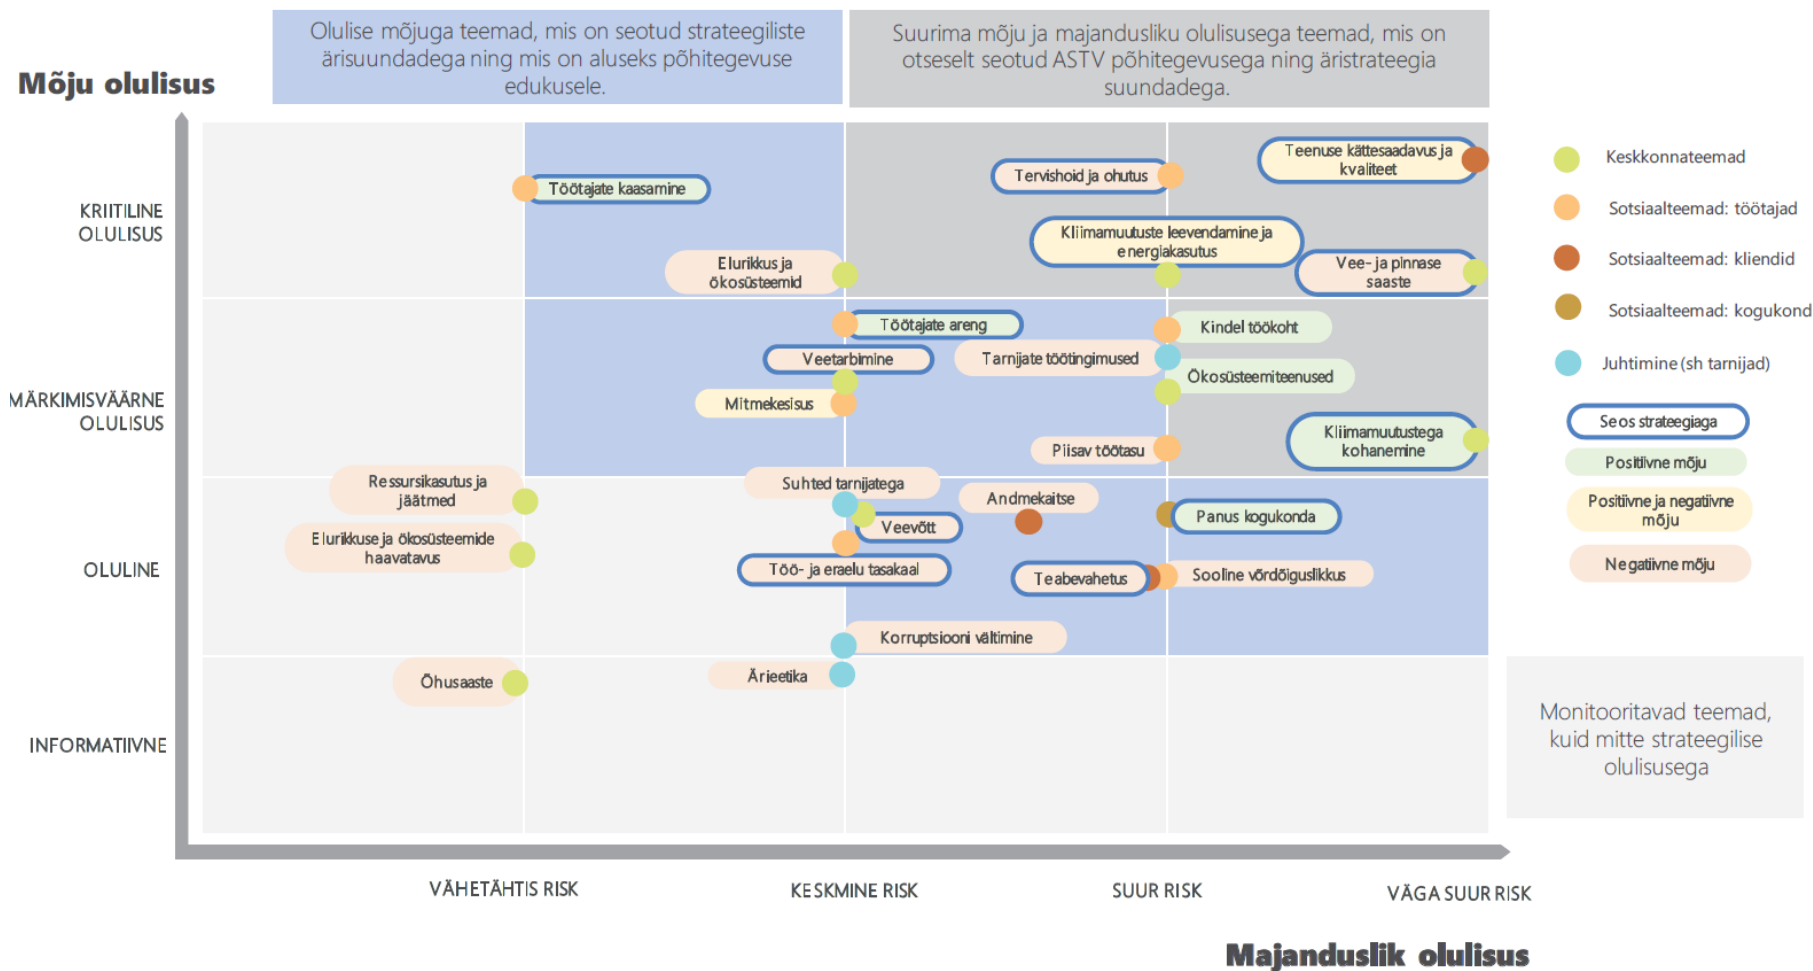 Olulise mõjuga teemad, mis on seotud strateegiliste
ärisuundadega ning mis on aluseks põhitegevuse
edukusele.
Suurima mõju ja majandusliku olulisusega teemad, mis on
otseselt seotud ASTV põhitegevusega ning äristrateegia
suundadega.
Mõju olulisus
KRIITILINE
OLULISUS
MÄRKIMISVÄÄRNE
OLULISUS
OLULINE
INFORMATIIVNE
Töötajate kaasamine
Tervishoid ja ohutus
Teenuse kättesaadavus ja
kvaliteet
Kliimamuutuste leevendamine ja
energiakasutus
Elurikkus ja
ökosüsteemid
Vee- ja pinnase
saaste
Töötajate areng
Kindel töökoht
Veetarbimine
Tarnijate töötingimused
Ökosüsteemiteenused
Mitmekesisus
Kliimamuutustega
kohanemine
Piisav töötasu
Ressursikasutus ja
jäätmed
Suhted tarnijatega
Andmekaitse
Veevõtt
Panus kogukonda
Elurikkuse ja ökosüsteemide
haavatavus
Töö- ja eraelu tasakaal
Teabevahetus
Sooline võrdõiguslikkus
Korruptsiooni vältimine
Õhusaaste
Ärieetika
Keskkonnateemad
Sotsiaalteemad: töötajad
Sotsiaalteemad: kliendid
Sotsiaalteemad: kogukond
Juhtimine (sh tarnijad)
Seos strateegiaga
Positiivne mõju
Positiivne ja negatiivne
mõju
Negatiivne mõju
Monitooritavad teemad,
kuid mitte strateegilise
olulisusega
VÄHETÄHTIS RISK
KESKMINE RISK
SUUR RISK
VÄGA SUUR RISK
Majanduslik olulisus